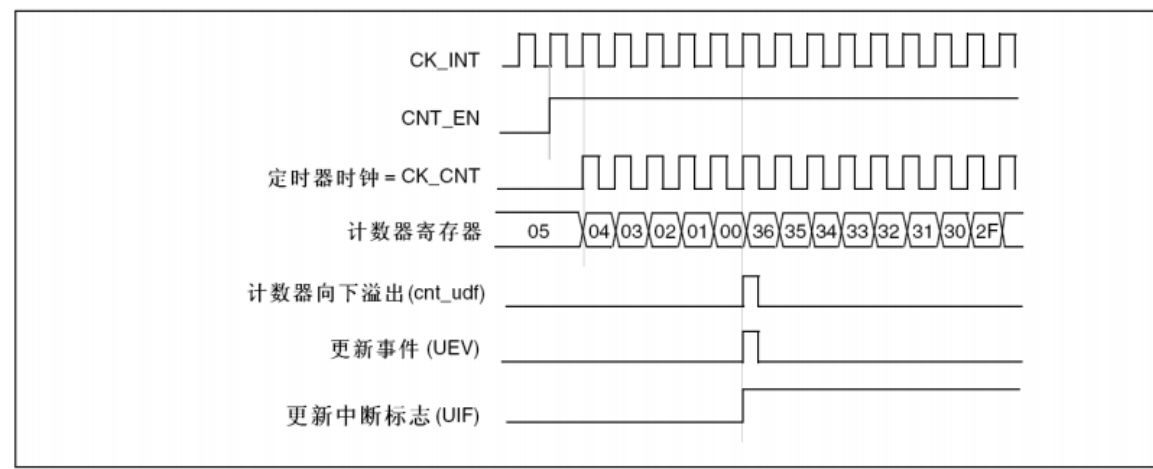 CK_INT
CNT_EN
定时器时钟 = CK_CNT
计数器寄存器 05 04 03 02 01 00 36 35 34 33 32 31 30 2F
计数器向下溢出(cnt_udf)
更新事件 (UEV)
更新中断标志(UIF)